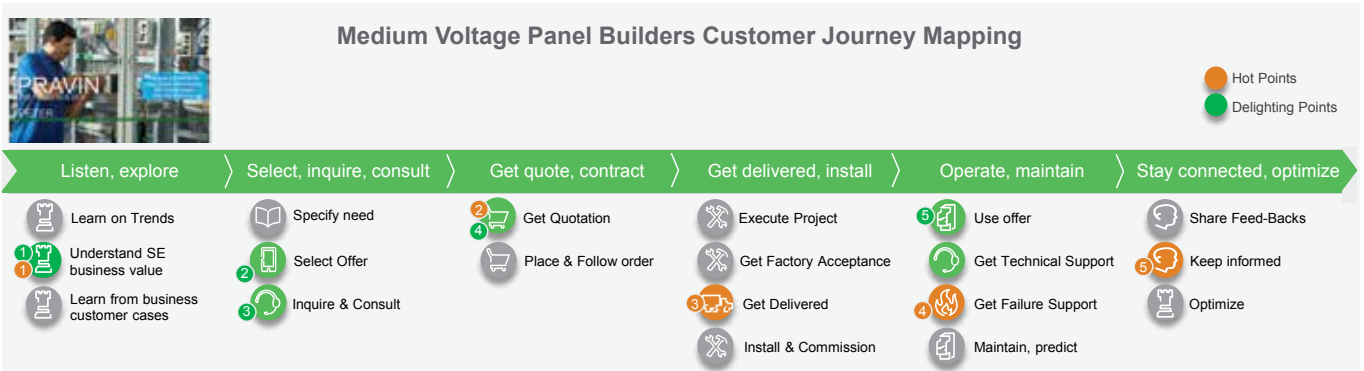 Medium Voltage Panel Builders Customer Journey Mapping
PRAVIN
PETER
Hot Points
Delighting Points
Listen, explore
Select, inquire, consult
Get quote, contract
Get delivered, install
Operate, maintain
Stay connected, optimize
Learn on Trends
1
1
Understand SE
business value
Learn from business
customer cases
Specify need
2
Select Offer
3
Inquire & Consult
2
4
Get Quotation
Place & Follow order
Execute Project
Get Factory Acceptance
3
Get Delivered
Install & Commission
5
Use offer
Get Technical Support
4
Get Failure Support
Maintain, predict
Share Feed-Backs
5
Keep informed
Optimize